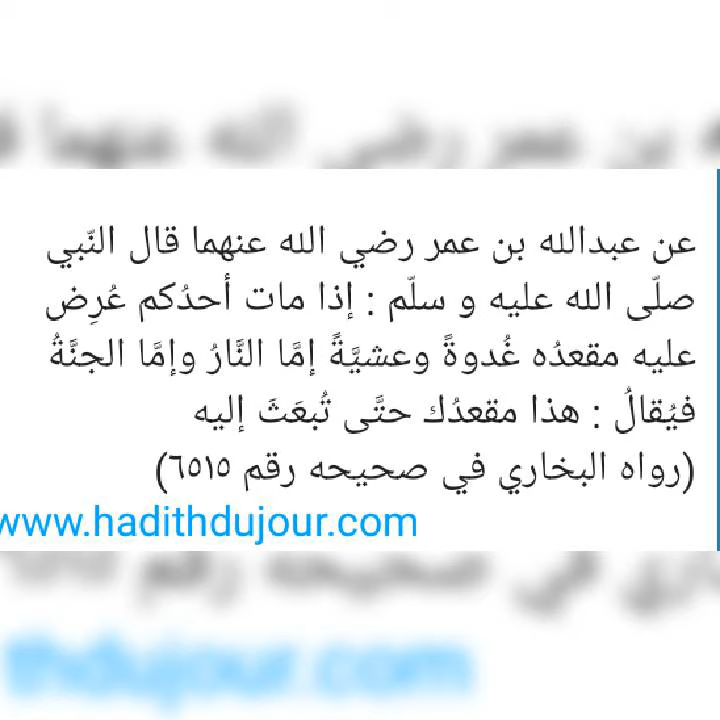 عن عبدالله بن عمر رضي الله عنهما قال النّبي
صلّى الله عليه و سلّم : إذا مات أحدُكم عُرِض
عليه مقعدُه غُدوةً وعشيَّةً إمَّا النَّارُ وإمَّا الجنَّةُ
فيُقالُ : هذا مقعدُك حتَّى تُبعَثَ إليه
(رواه البخاري في صحيحه رقم ٦٥١٥)
www.hadithdujour.com